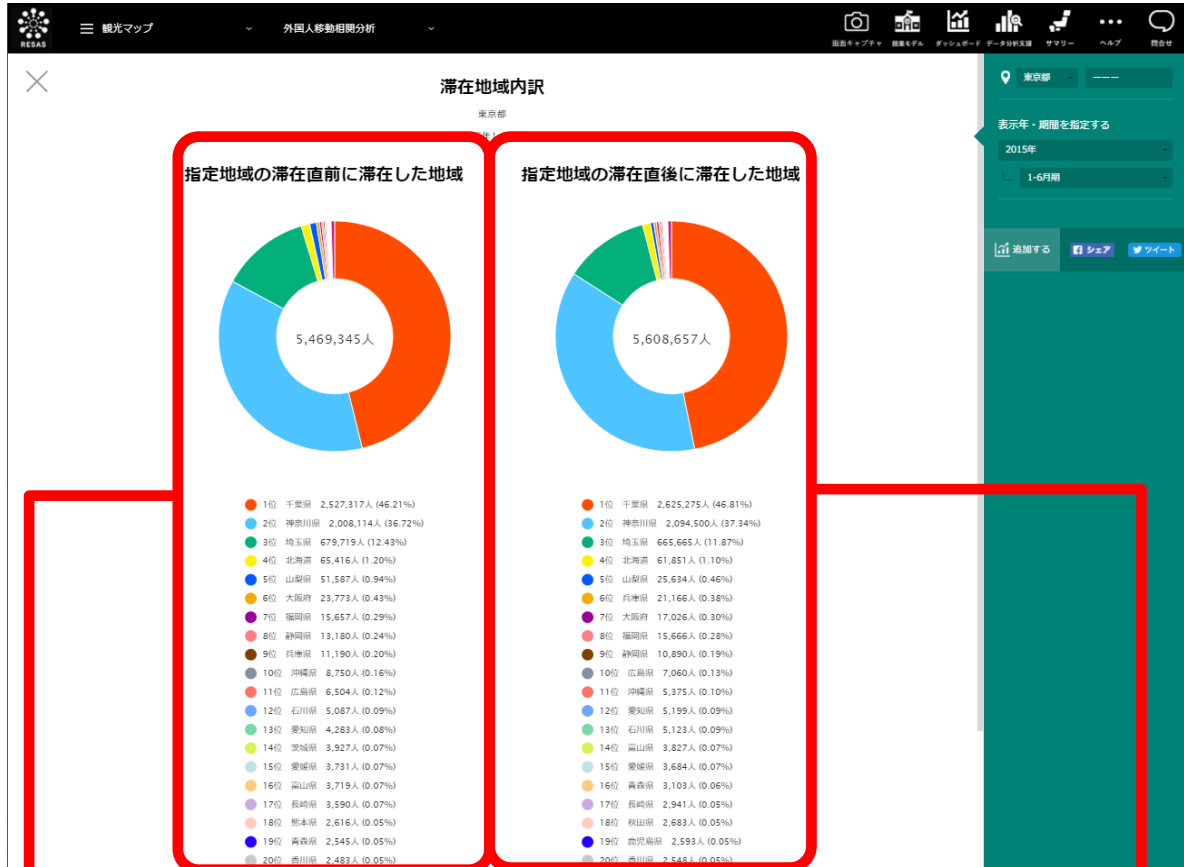 RESAS
観光マップ
外国人移動相関分析
画面キャプチャ
授業モデル
ダッシュボード
データ分析支援
サマリー
ヘルプ
問合せ
滞在地域内訳
東京都
指定地域の滞在直前に滞在した地域
5,469,345人
1位 千葉県 2,527,317人 (46.21%)
2位 神奈川県 2,008,114人 (36.72%)
3位 埼玉県 679,719人 (12.43%)
4位 北海道 65,416人 (1.20%)
5位 山梨県 51,587人 (0.94%)
6位 大阪府 23,773人 (0.43%)
7位 福岡県 15,657人 (0.29%)
8位 静岡県 13,180人 (0.24%)
9位 兵庫県 11,190人 (0.20%)
10位 沖縄県 8,750人 (0.16%)
11位 広島県 6,504人 (0.12%)
12位 石川県 5,087人 (0.09%)
13位 愛知県 4,283人 (0.08%)
14位 茨城県 3,927人 (0.07%)
15位 愛媛県 3,731人 (0.07%)
16位 富山県 3,719人 (0.07%)
17位 長崎県 3,590人 (0.07%)
18位 熊本県 2,616人 (0.05%)
19位 青森県 2,545人 (0.05%)
20位 香川県 2,483人 (0.05%)
指定地域の滞在直後に滞在した地域
5,608,657人
1位 千葉県 2,625,275人 (46.81%)
2位 神奈川県 2,094,500人 (37.34%)
3位 埼玉県 665,665人 (11.87%)
4位 北海道 61,851人 (1.10%)
5位 山梨県 25,634人 (0.46%)
6位 兵庫県 21,166人 (0.38%)
7位 大阪府 17,026人 (0.30%)
8位 福岡県 15,666人 (0.28%)
9位 静岡県 10,890人 (0.19%)
10位 広島県 7,060人 (0.13%)
11位 沖縄県 5,375人 (0.10%)
12位 愛知県 5,199人 (0.09%)
13位 石川県 5,123人 (0.09%)
14位 富山県 3,827人 (0.07%)
15位 愛媛県 3,684人 (0.07%)
16位 青森県 3,103人 (0.06%)
17位 長崎県 2,941人 (0.05%)
18位 秋田県 2,683人 (0.05%)
19位 鹿児島県 2,593人 (0.05%)
20位 香川県 2,548人 (0.05%)
東京都
---
表示年・期間を指定する
2015年
1-6月期
追加する
シェア
ツイート